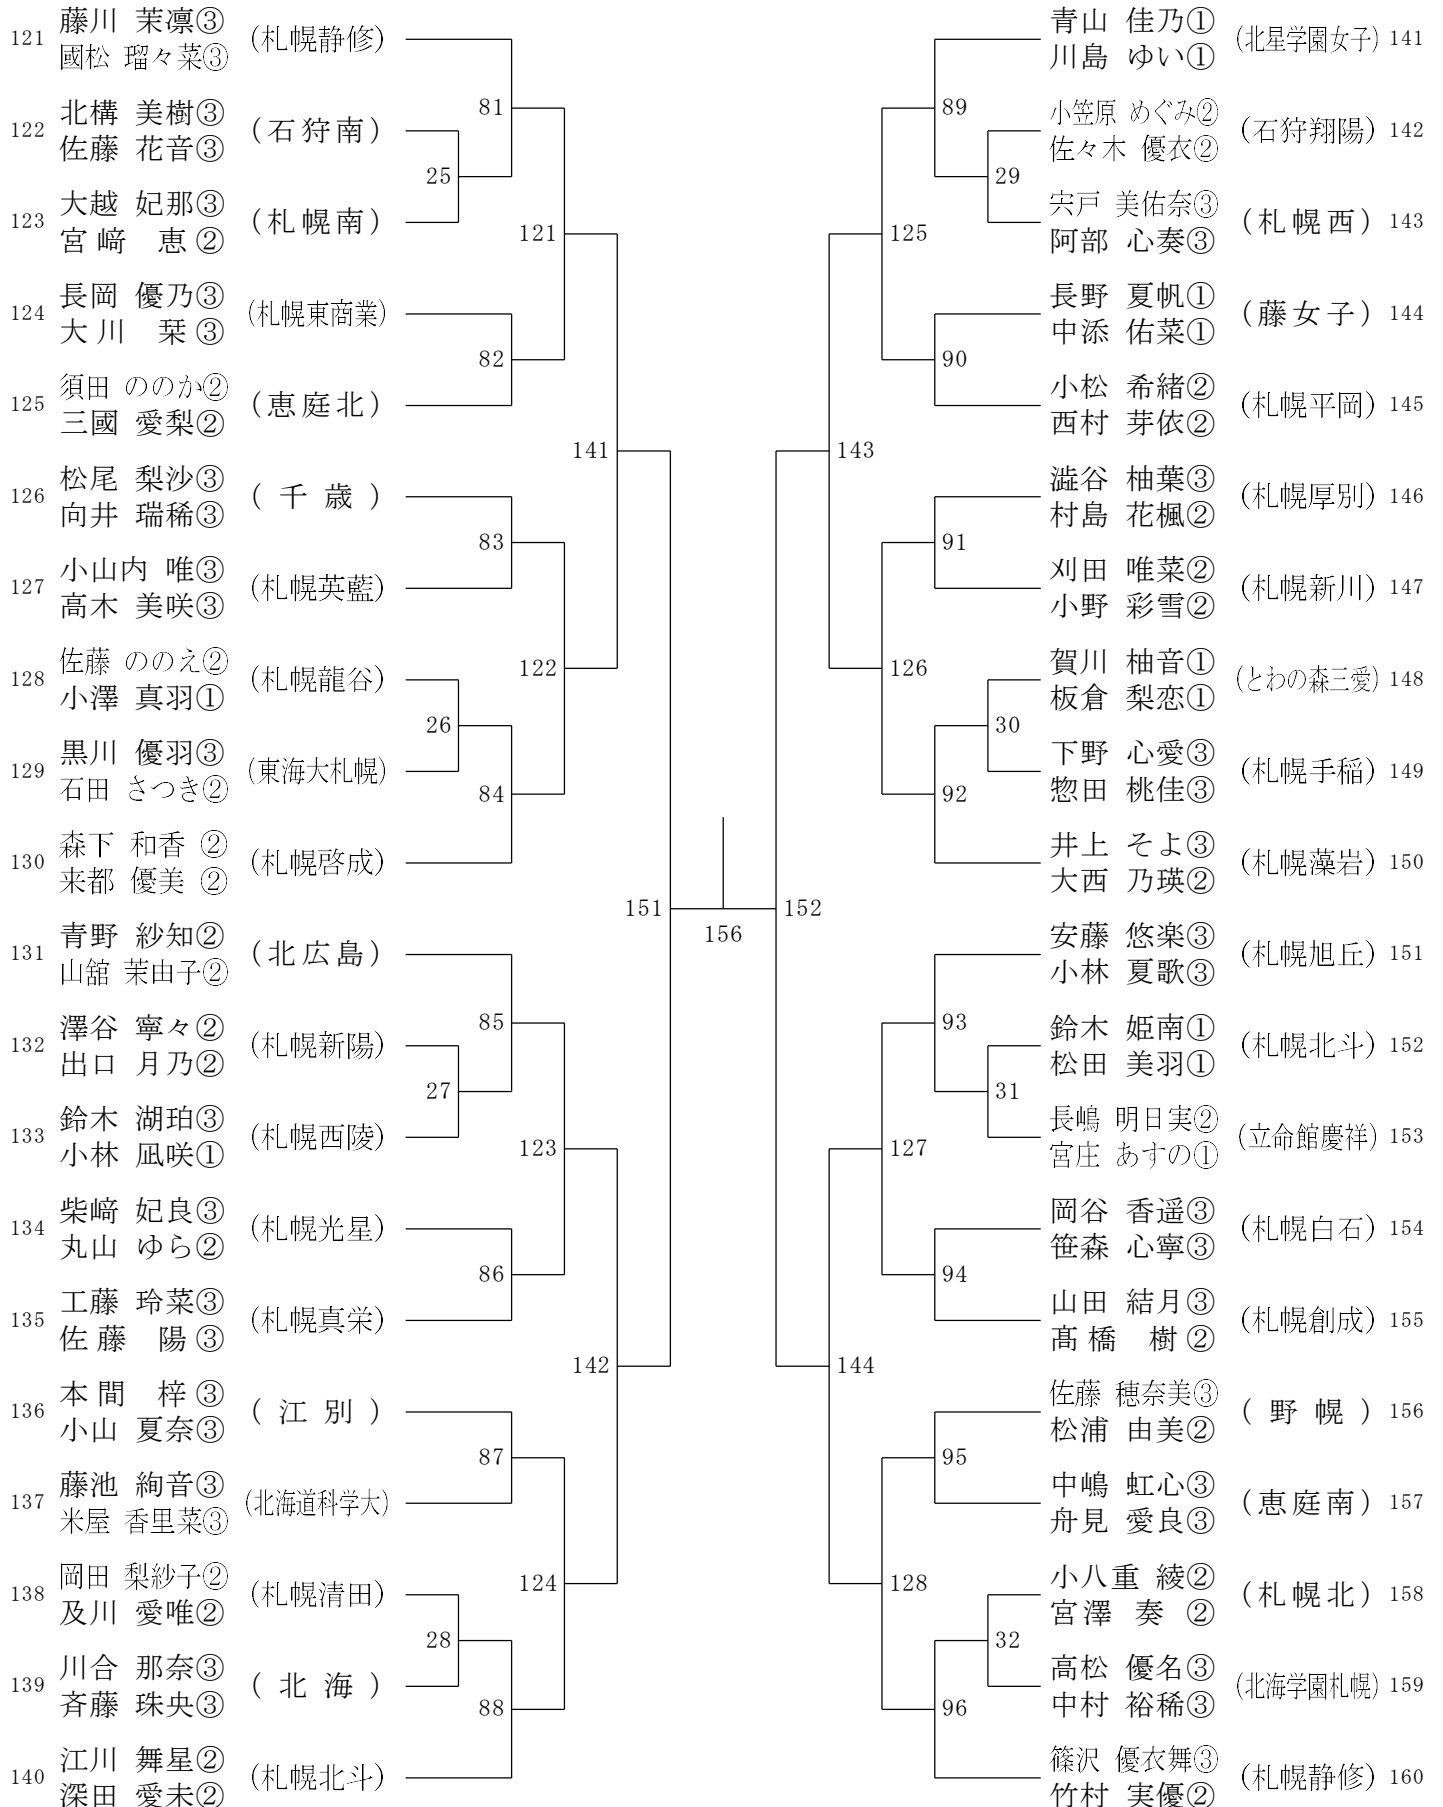 121 藤川 茉凛③ (札幌静修)
國松 瑠々菜③
122 北構 美樹③ (石狩南)
佐藤 花音③
123 大越 妃那③ (札幌南)
宮﨑 恵②
124 長岡 優乃③ (札幌東商業)
大川 栞③
125 須田 ののか② (恵庭北)
三國 愛梨②
126 松尾 梨沙③ (千歳)
向井 瑞稀③
127 小山内 唯③ (札幌英藍)
高木 美咲③
128 佐藤 ののえ② (札幌龍谷)
小澤 真羽①
129 黒川 優羽③ (東海大札幌)
石田 さつき②
130 森下 和香② (札幌啓成)
来都 優美②
131 青野 紗知② (北広島)
山舘 茉由子②
132 澤谷 寧々② (札幌新陽)
出口 月乃②
133 鈴木 湖珀③ (札幌西陵)
小林 凪咲①
134 柴﨑 妃良③ (札幌光星)
丸山 ゆら②
135 工藤 玲菜③ (札幌真栄)
佐藤 陽③
136 本間 梓③ (江別)
小山 夏奈③
137 藤池 絢音③ (北海道科学大)
米屋 香里菜③
138 岡田 梨紗子② (札幌清田)
及川 愛唯②
139 川合 那奈③ (北海)
斉藤 珠央③
140 江川 舞星② (札幌北斗)
深田 愛未②
81
25
121
82
141
83
122
26
84
151
85
27
123
86
142
87
124
28
88
156
152
89
29
125
90
143
91
126
30
92
93
31
127
94
144
95
128
32
96
青山 佳乃① (北星学園女子) 141
川島 ゆい①
小笠原 めぐみ② (石狩翔陽) 142
佐々木 優衣②
宍戸 美佑奈③ (札幌西) 143
阿部 心奏③
長野 夏帆① (藤女子) 144
中添 佑菜①
小松 希緒② (札幌平岡) 145
西村 芽依②
澁谷 柚葉③ (札幌厚別) 146
村島 花楓②
刈田 唯菜② (札幌新川) 147
小野 彩雪②
賀川 柚音① (とわの森三愛) 148
板倉 梨恋①
下野 心愛③ (札幌手稲) 149
惣田 桃佳③
井上 そよ③ (札幌藻岩) 150
大西 乃瑛②
安藤 悠楽③ (札幌旭丘) 151
小林 夏歌③
鈴木 姫南① (札幌北斗) 152
松田 美羽①
長嶋 明日実② (立命館慶祥) 153
宮庄 あすの①
岡谷 香遥③ (札幌白石) 154
笹森 心寧③
山田 結月③ (札幌創成) 155
髙橋 樹②
佐藤 穂奈美③ (野幌) 156
松浦 由美②
中嶋 虹心③ (恵庭南) 157
舟見 愛良③
小八重 綾② (札幌北) 158
宮澤 奏②
高松 優名③ (北海学園札幌) 159
中村 裕稀③
篠沢 優衣舞③ (札幌静修) 160
竹村 実優②